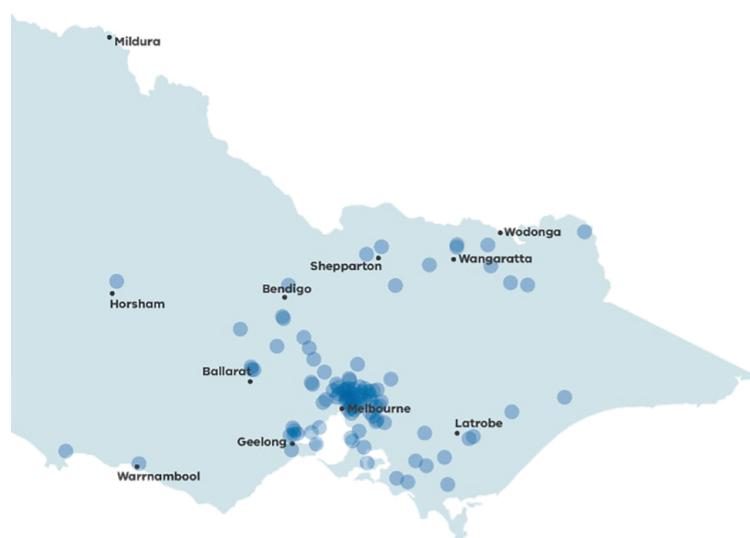 Mildura
Wodonga
Wangaratta
Shepparton
Bendigo
Horsham
Ballarat
Melbourne
Latrobe
Geelong
Warrnambool